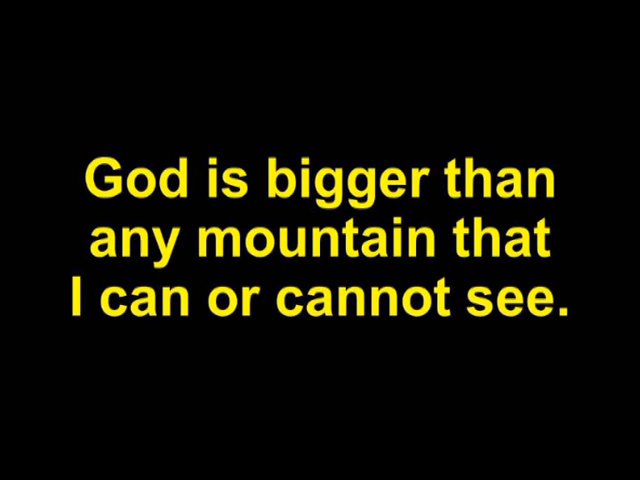 God is bigger than
any mountain that
I can or cannot see.